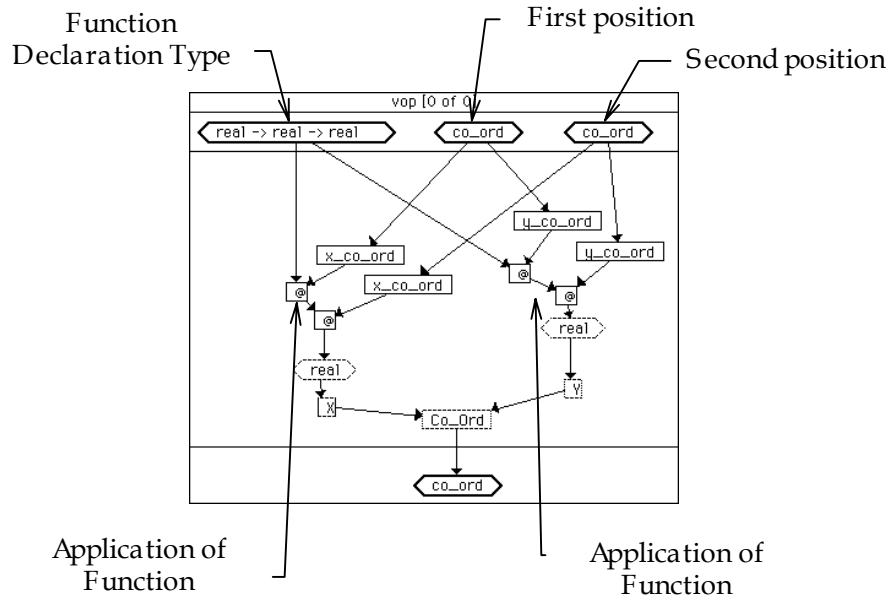 Function
Declaration Type
First position
Second position
vop [0 of 0]
real -> real -> real
co_ord
co_ord
y_co_ord
x_co_ord
y_co_ord
x_co_ord
@
@
@
@
real
real
X
Y
Co_Ord
co_ord
Application of
Function
Application of
Function